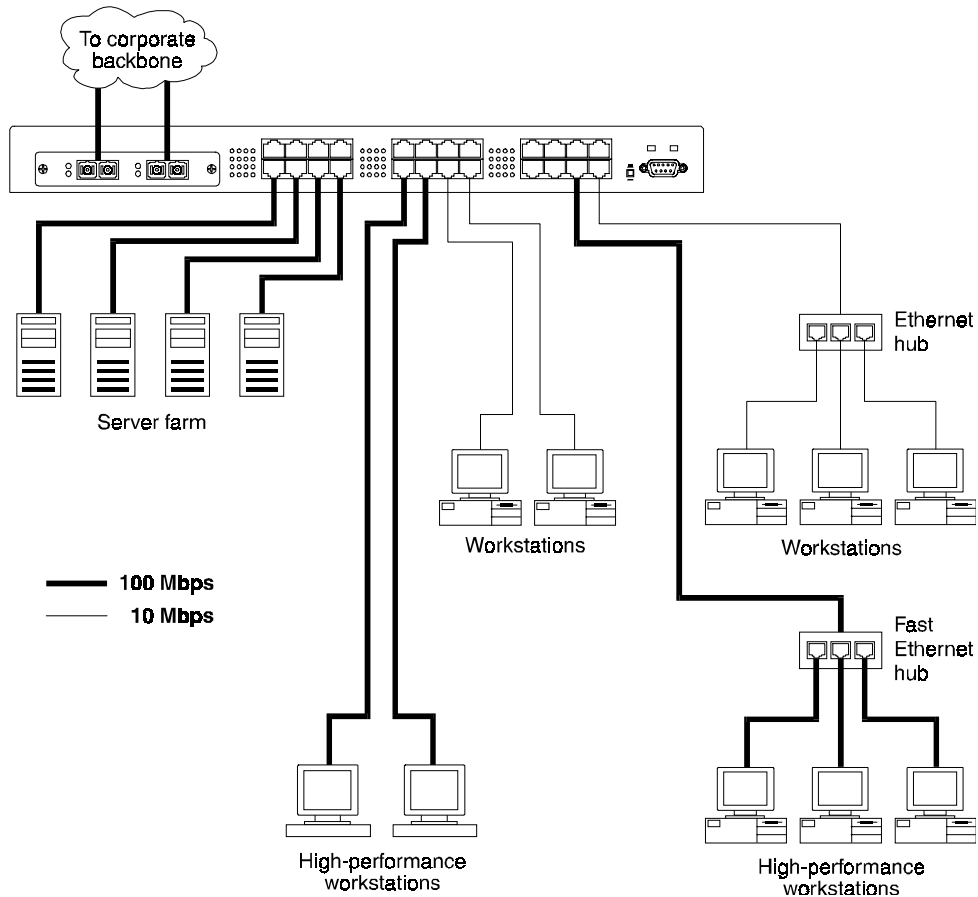 To corporate
backbone
Ethernet
hub
Server farm
Workstations
Workstations
100 Mbps
10 Mbps
Fast
Ethernet
hub
High-performance
workstations
High-performance
workstations